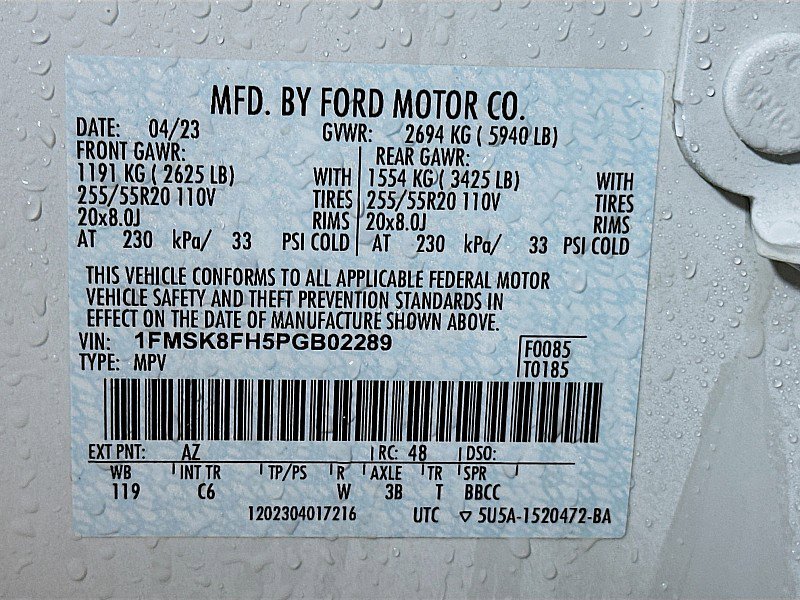 MFD. BY FORD MOTOR CO.
DATE: 04/23 GVWR: 2694 KG ( 5940 LB)
FRONT GAWR: REAR GAWR:
1191 KG ( 2625 LB) WITH 1554 KG ( 3425 LB) WITH
255/55R20 110V TIRES 255/55R20 110V TIRES
20x8.0J RIMS 20x8.0J RIMS
AT 230 kPa/ 33 PSI COLD AT 230 kPa/ 33 PSI COLD
THIS VEHICLE CONFORMS TO ALL APPLICABLE FEDERAL MOTOR
VEHICLE SAFETY AND THEFT PREVENTION STANDARDS IN
EFFECT ON THE DATE OF MANUFACTURE SHOWN ABOVE.
VIN: 1FMSK8FH5PGB02289 F0085
TYPE: MPV T0185
EXT PNT: AZ RC: 48 DSO:
WB INT TR TP/PS R AXLE TR SPR
119 C6 W 3B T BBCC
1202304017216 UTC ▽ 5U5A-1520472-BA